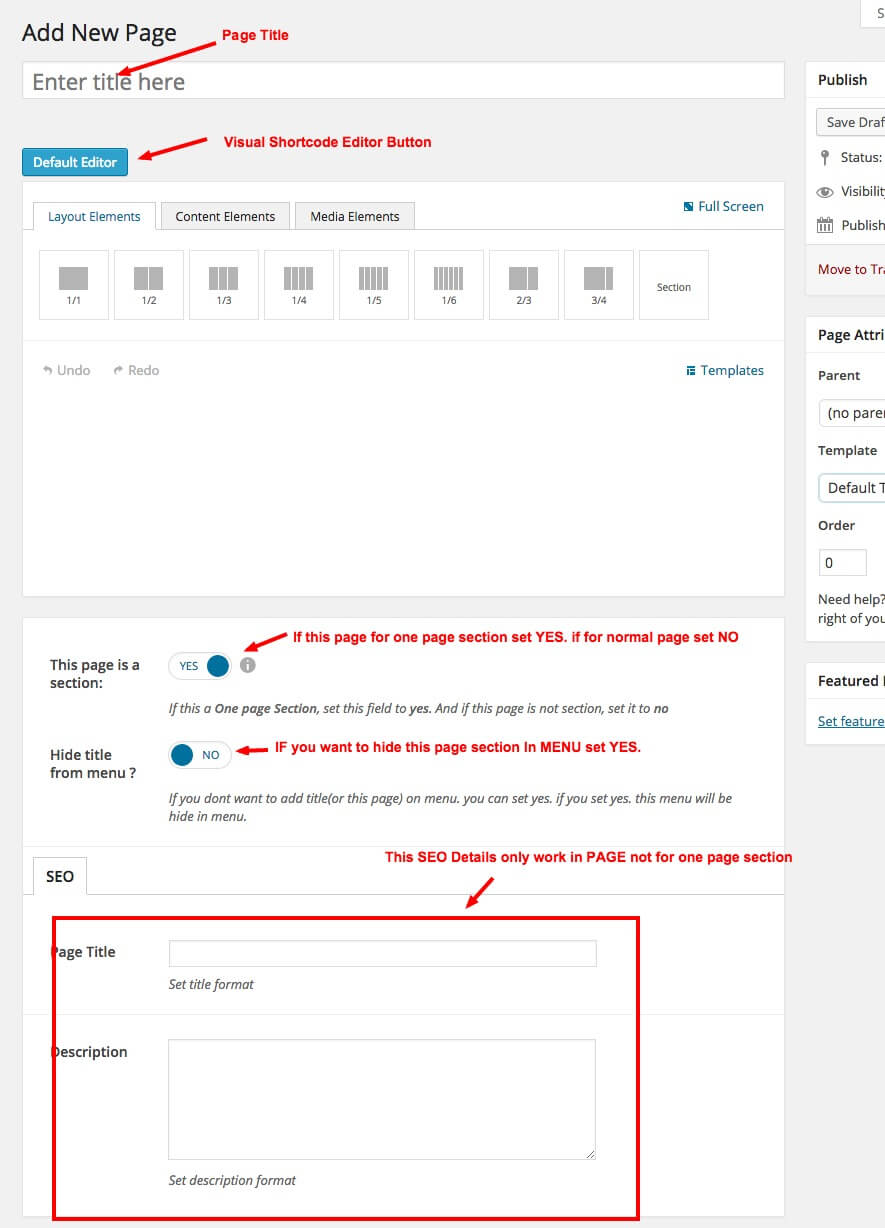 S
Add New Page
Page Title
Enter title here
Publish
Save Draf
Visual Shortcode Editor Button
Default Editor
Status:
Visibility
Publish
Move to Tra
Layout Elements
Content Elements
Media Elements
Full Screen
1/1
1/2
1/3
1/4
1/5
1/6
2/3
3/4
Section
Undo
Redo
Templates
Page Attri
Parent
(no pare
Template
Default T
Order
0
Need help?
right of you
If this page for one page section set YES. if for normal page set NO
This page is a
section:
YES
If this a One page Section, set this field to yes. And if this page is not section, set it to no
Featured I
Set feature
Hide title
from menu ?
NO
IF you want to hide this page section In MENU set YES.
If you dont want to add title(or this page) on menu. you can set yes. if you set yes. this menu will be
hide in menu.
This SEO Details only work in PAGE not for one page section
SEO
Page Title
Set title format
Description
Set description format